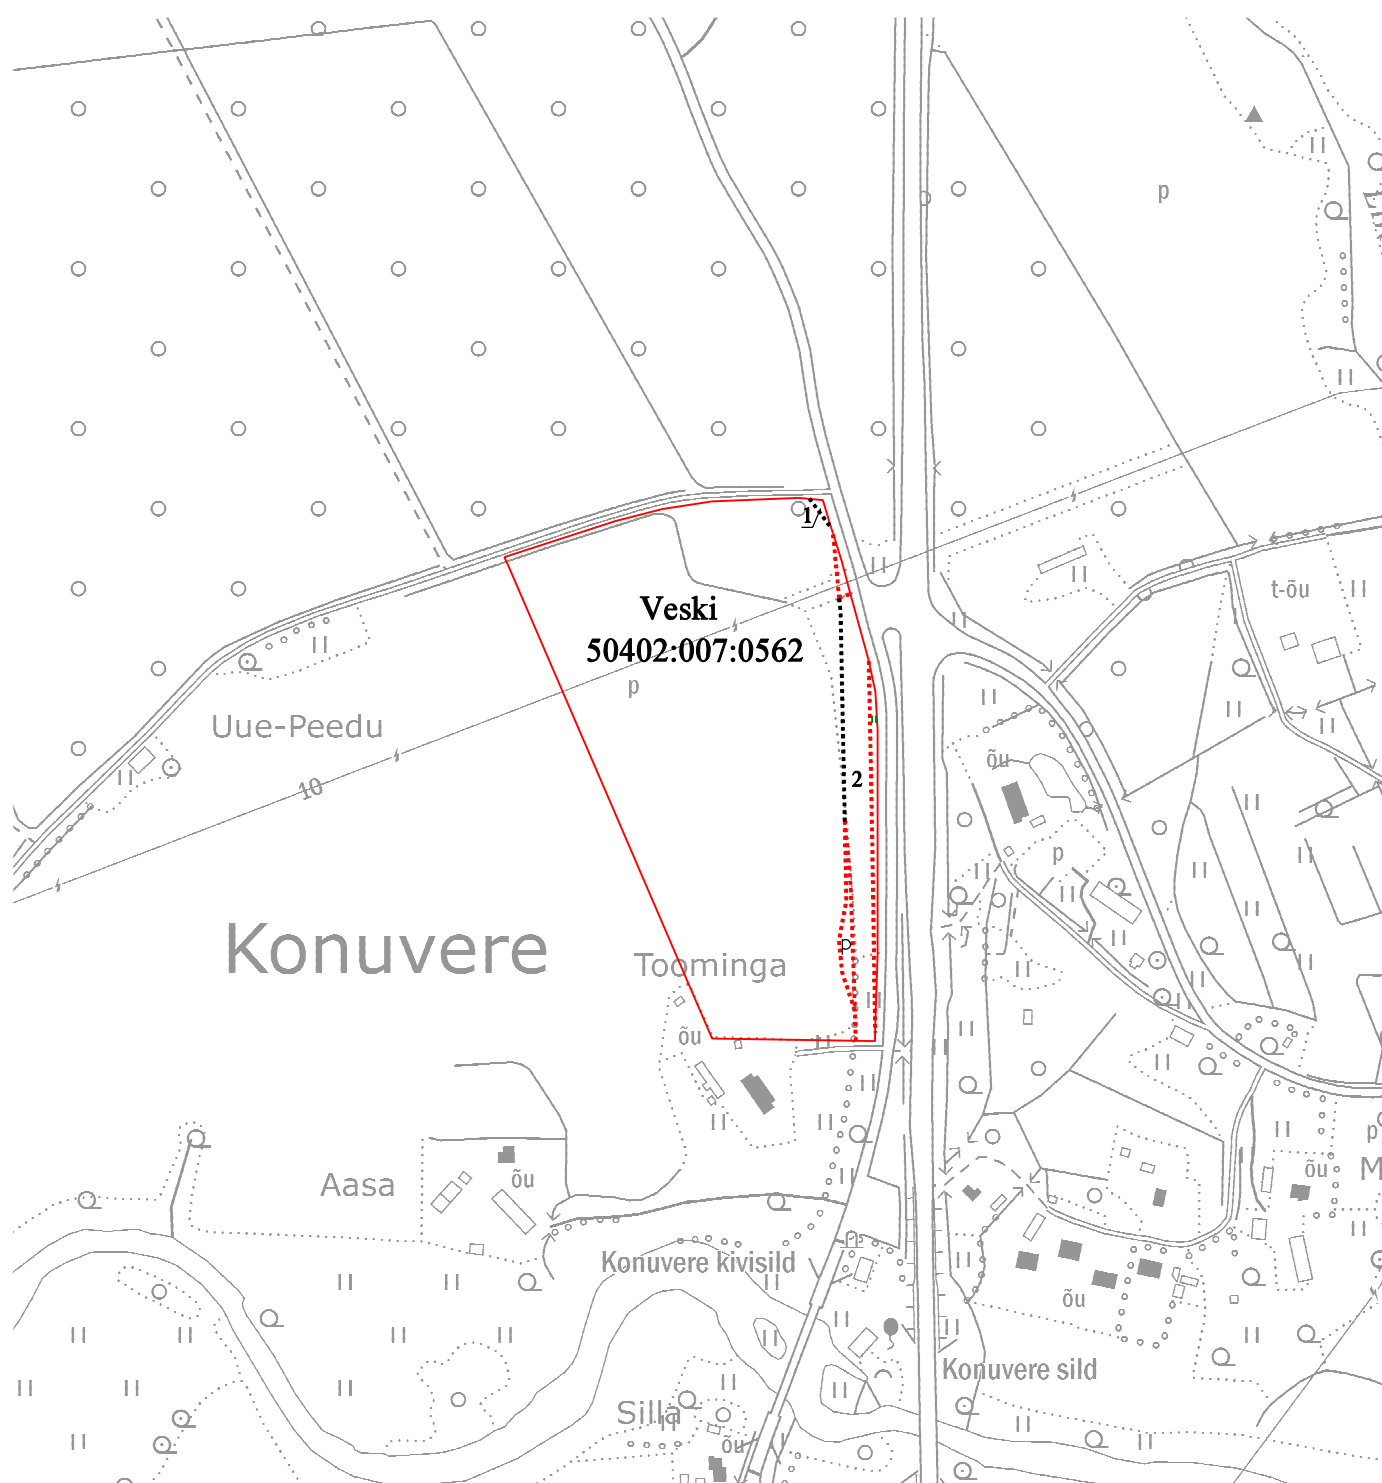 p
1
t-õu
Veski
50402:007:0562
p
Uue-Peedu
10
õu
2
p
Konuvere
p
Toominga
õu
Aasa
õu
p
õu
M
Konuvere kivisild
õu
Konuvere sild
Silla
õu